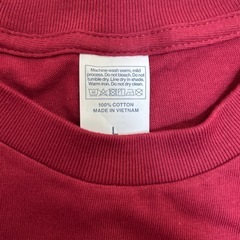 Machine wash warm, mild
process. Do not bleach. Do not
tumble dry. Line dry in shade.
Warm iron. Do not dry clean.
100% COTTON
MADE IN VIETNAM
L